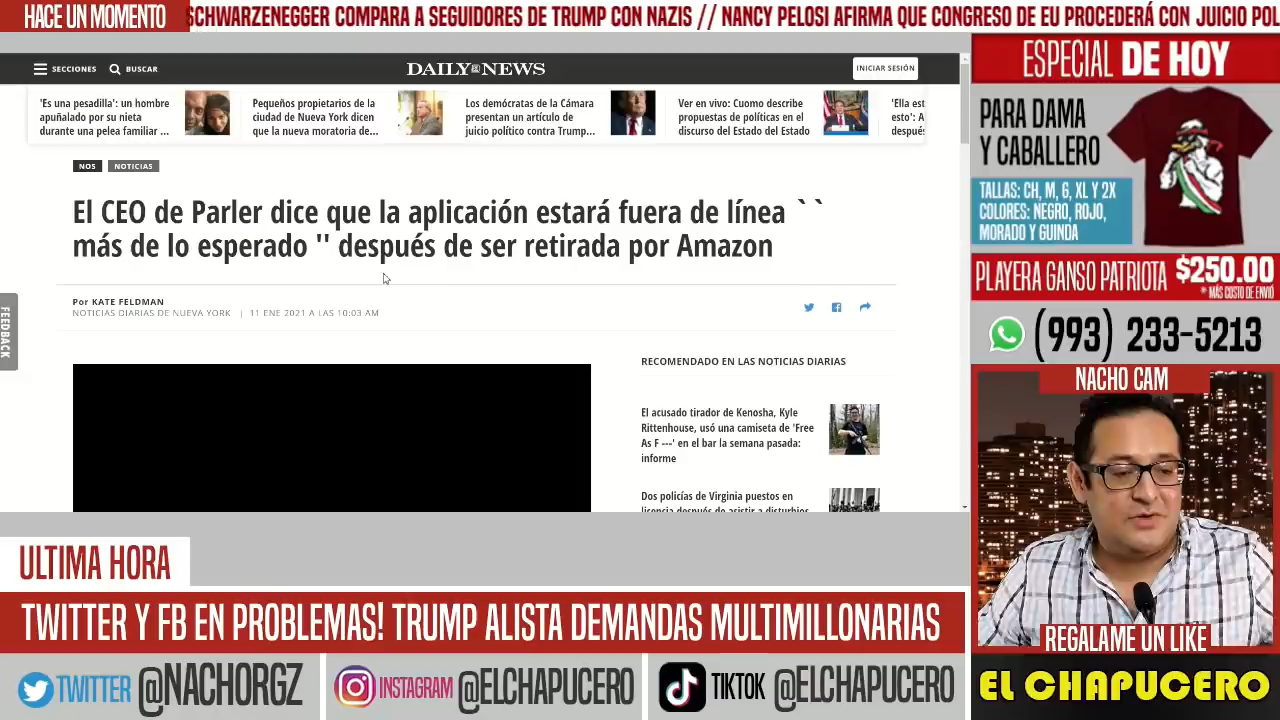 HACE UN MOMENTO
SCHWARZENEGGER COMPARA A SEGUIDORES DE TRUMP CON NAZIS // NANCY PELOSI AFIRMA QUE CONGRESO DE EU PROCEDERÁ CON JUICIO POL
SECCIONES
BUSCAR
DAILY NEWS
INICIAR SESIÓN
'Es una pesadilla': un hombre
apuñalado por su nieta
durante una pelea familiar ...
Pequeños propietarios de la
ciudad de Nueva York dicen
que la nueva moratoria de...
Los demócratas de la Cámara
presentan un artículo de
juicio político contra Trump...
Ver en vivo: Cuomo describe
propuestas de políticas en el
discurso del Estado del Estado
'Ella est
esto': A
despué
NOS
NOTICIAS
El CEO de Parler dice que la aplicación estará fuera de línea ``
más de lo esperado '' después de ser retirada por Amazon
Por KATE FELDMAN
NOTICIAS DIARIAS DE NUEVA YORK | 11 ENE 2021 A LAS 10:03 AM
FEEDBACK
RECOMENDADO EN LAS NOTICIAS DIARIAS
El acusado tirador de Kenosha, Kyle
Rittenhouse, usó una camiseta de 'Free
As F ---' en el bar la semana pasada:
informe
Dos policías de Virginia puestos en
licencia después de asistir a disturbios
ESPECIAL DE HOY
PARA DAMA
Y CABALLERO
TALLAS: CH, M, G, XL Y 2X
COLORES: NEGRO, ROJO,
MORADO Y GUINDA
PLAYERA GANSO PATRIOTA $250.00
* MÁS COSTO DE ENVIÓ
(993) 233-5213
NACHO CAM
REGALAME UN LIKE
EL CHAPUCERO
ULTIMA HORA
TWITTER Y FB EN PROBLEMAS! TRUMP ALISTA DEMANDAS MULTIMILLONARIAS
TWITTER @NACHORGZ
INSTAGRAM @ELCHAPUCERO
TIKTOK @ELCHAPUCERO